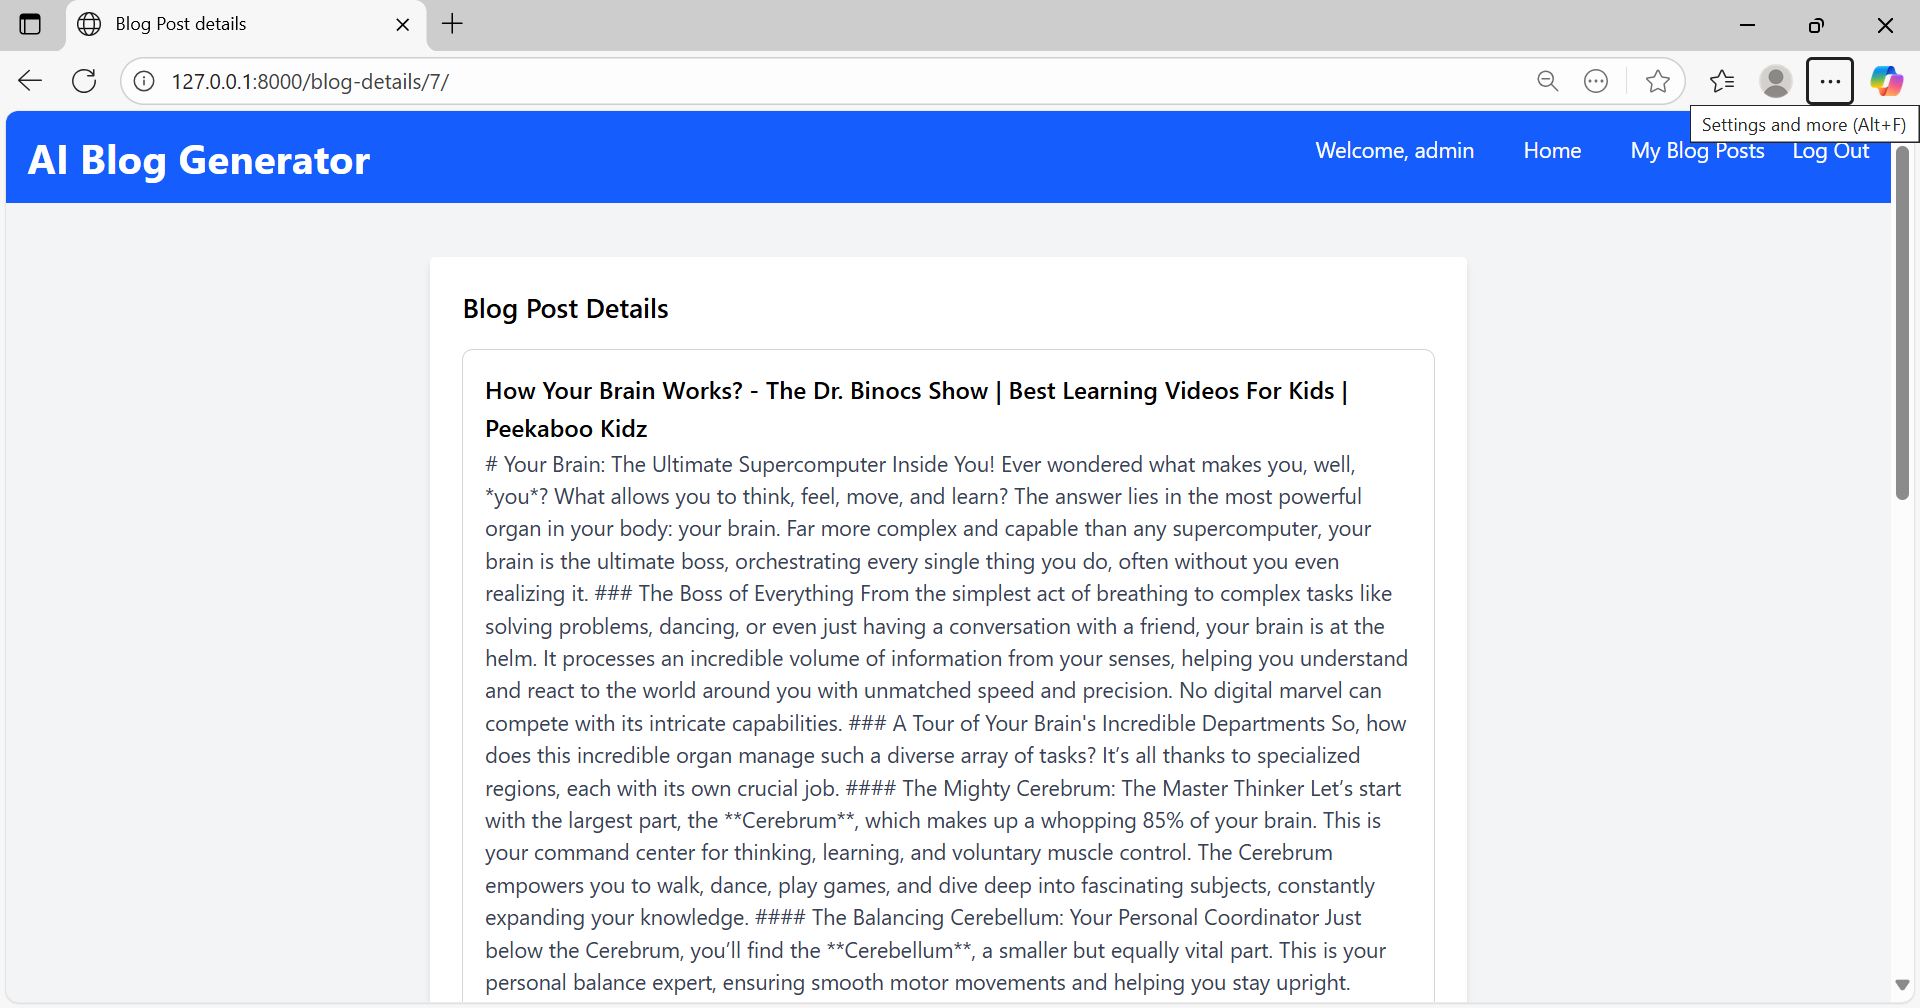 Blog Post details
127.0.0.1:8000/blog-details/7/
Settings and more (Alt+F)
AI Blog Generator
Welcome, admin
Home
My Blog Posts
Log Out
Blog Post Details
How Your Brain Works? - The Dr. Binocs Show | Best Learning Videos For Kids |
Peekaboo Kidz
# Your Brain: The Ultimate Supercomputer Inside You! Ever wondered what makes you, well,
*you*? What allows you to think, feel, move, and learn? The answer lies in the most powerful
organ in your body: your brain. Far more complex and capable than any supercomputer, your
brain is the ultimate boss, orchestrating every single thing you do, often without you even
realizing it. ### The Boss of Everything From the simplest act of breathing to complex tasks like
solving problems, dancing, or even just having a conversation with a friend, your brain is at the
helm. It processes an incredible volume of information from your senses, helping you understand
and react to the world around you with unmatched speed and precision. No digital marvel can
compete with its intricate capabilities. ### A Tour of Your Brain's Incredible Departments So, how
does this incredible organ manage such a diverse array of tasks? It’s all thanks to specialized
regions, each with its own crucial job. #### The Mighty Cerebrum: The Master Thinker Let’s start
with the largest part, the **Cerebrum**, which makes up a whopping 85% of your brain. This is
your command center for thinking, learning, and voluntary muscle control. The Cerebrum
empowers you to walk, dance, play games, and dive deep into fascinating subjects, constantly
expanding your knowledge. #### The Balancing Cerebellum: Your Personal Coordinator Just
below the Cerebrum, you’ll find the **Cerebellum**, a smaller but equally vital part. This is your
personal balance expert, ensuring smooth motor movements and helping you stay upright.